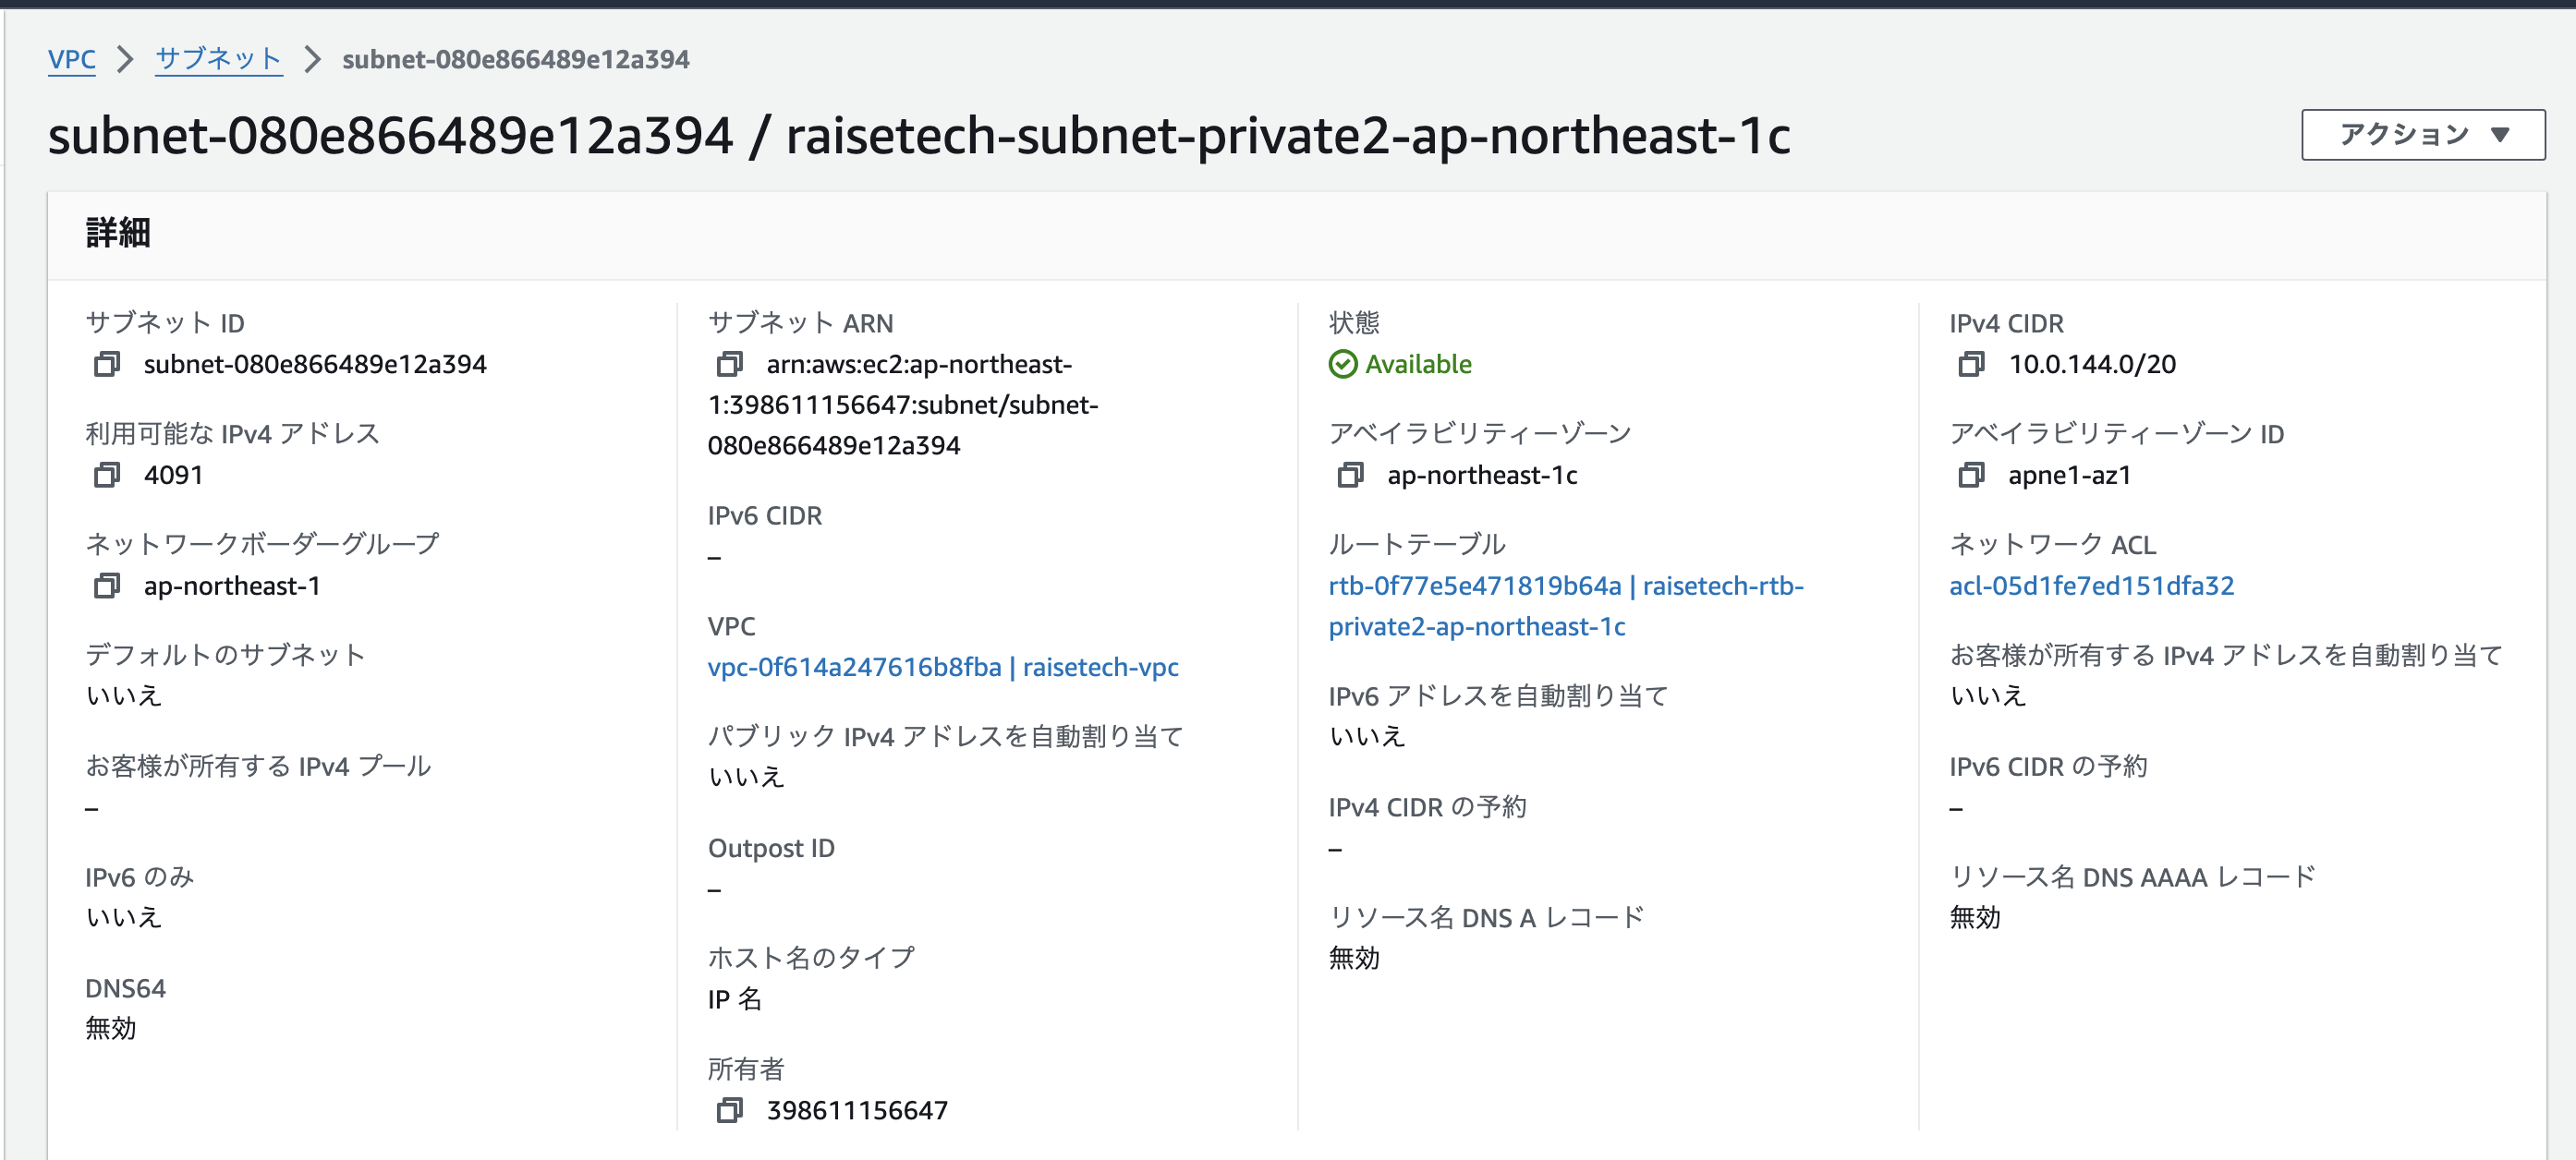 VPC > サブネット > subnet-080e866489e12a394
subnet-080e866489e12a394 / raisetech-subnet-private2-ap-northeast-1c
アクション ▼
詳細
サブネット ID
subnet-080e866489e12a394
利用可能な IPv4 アドレス
4091
ネットワークボーダーグループ
ap-northeast-1
デフォルトのサブネット
いいえ
お客様が所有する IPv4 プール
–
IPv6 のみ
いいえ
DNS64
無効
サブネット ARN
arn:aws:ec2:ap-northeast-
1:398611156647:subnet/subnet-
080e866489e12a394
IPv6 CIDR
–
VPC
vpc-0f614a247616b8fba | raisetech-vpc
パブリック IPv4 アドレスを自動割り当て
いいえ
Outpost ID
–
ホスト名のタイプ
IP 名
所有者
398611156647
状態
Available
アベイラビリティーゾーン
ap-northeast-1c
ルートテーブル
rtb-0f77e5e471819b64a | raisetech-rtb-
private2-ap-northeast-1c
IPv6 アドレスを自動割り当て
いいえ
IPv4 CIDR の予約
–
リソース名 DNS A レコード
無効
IPv4 CIDR
10.0.144.0/20
アベイラビリティーゾーン ID
apne1-az1
ネットワーク ACL
acl-05d1fe7ed151dfa32
お客様が所有する IPv4 アドレスを自動割り当て
いいえ
IPv6 CIDR の予約
–
リソース名 DNS AAAA レコード
無効